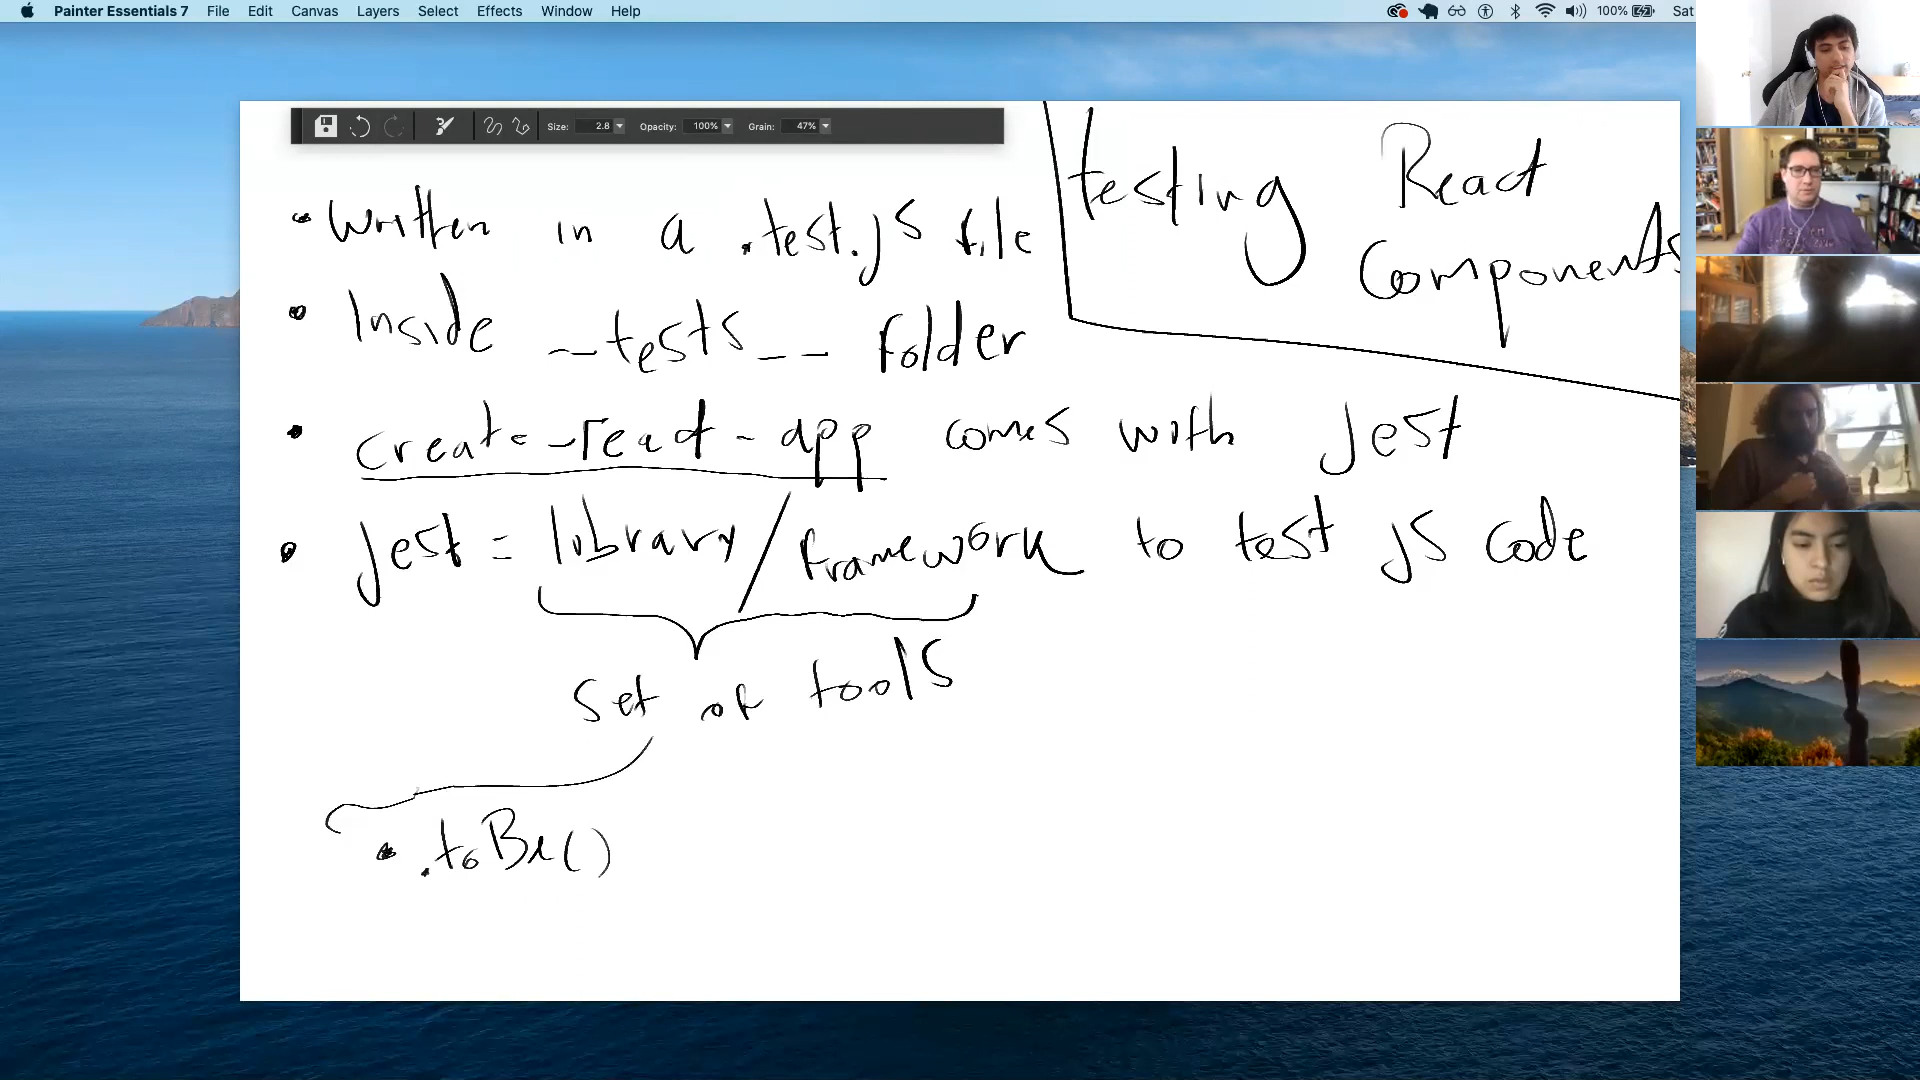 Painter Essentials 7 File Edit Canvas Layers Select Effects Window Help 100% Sat
Size: 2.8 Opacity: 100% Grain: 47%
testing React
Components
• Written in a .test.js file
• Inside __tests__ folder
• create-react-app comes with Jest
• Jest = library/framework to test JS code
Set of tools
• .toBe()